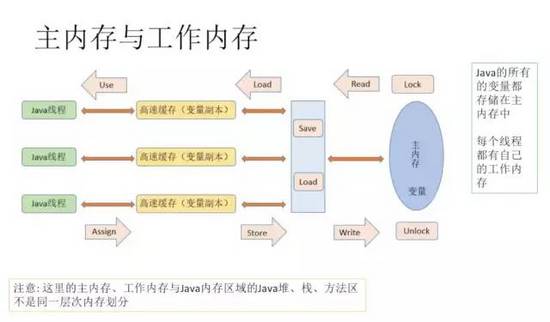 主内存与工作内存
Use
Load
Read
Lock
Java线程
高速缓存（变量副本）
Save
Java线程
高速缓存（变量副本）
主内存
变量
Java线程
高速缓存（变量副本）
Load
Assign
Store
Write
Unlock
Java的所有
的变量都
存储在主
内存中
每个线程
都有自己
的工作内
存
注意: 这里的主内存、工作内存与Java内存区域的Java堆、栈、方法区
不是同一层次内存划分